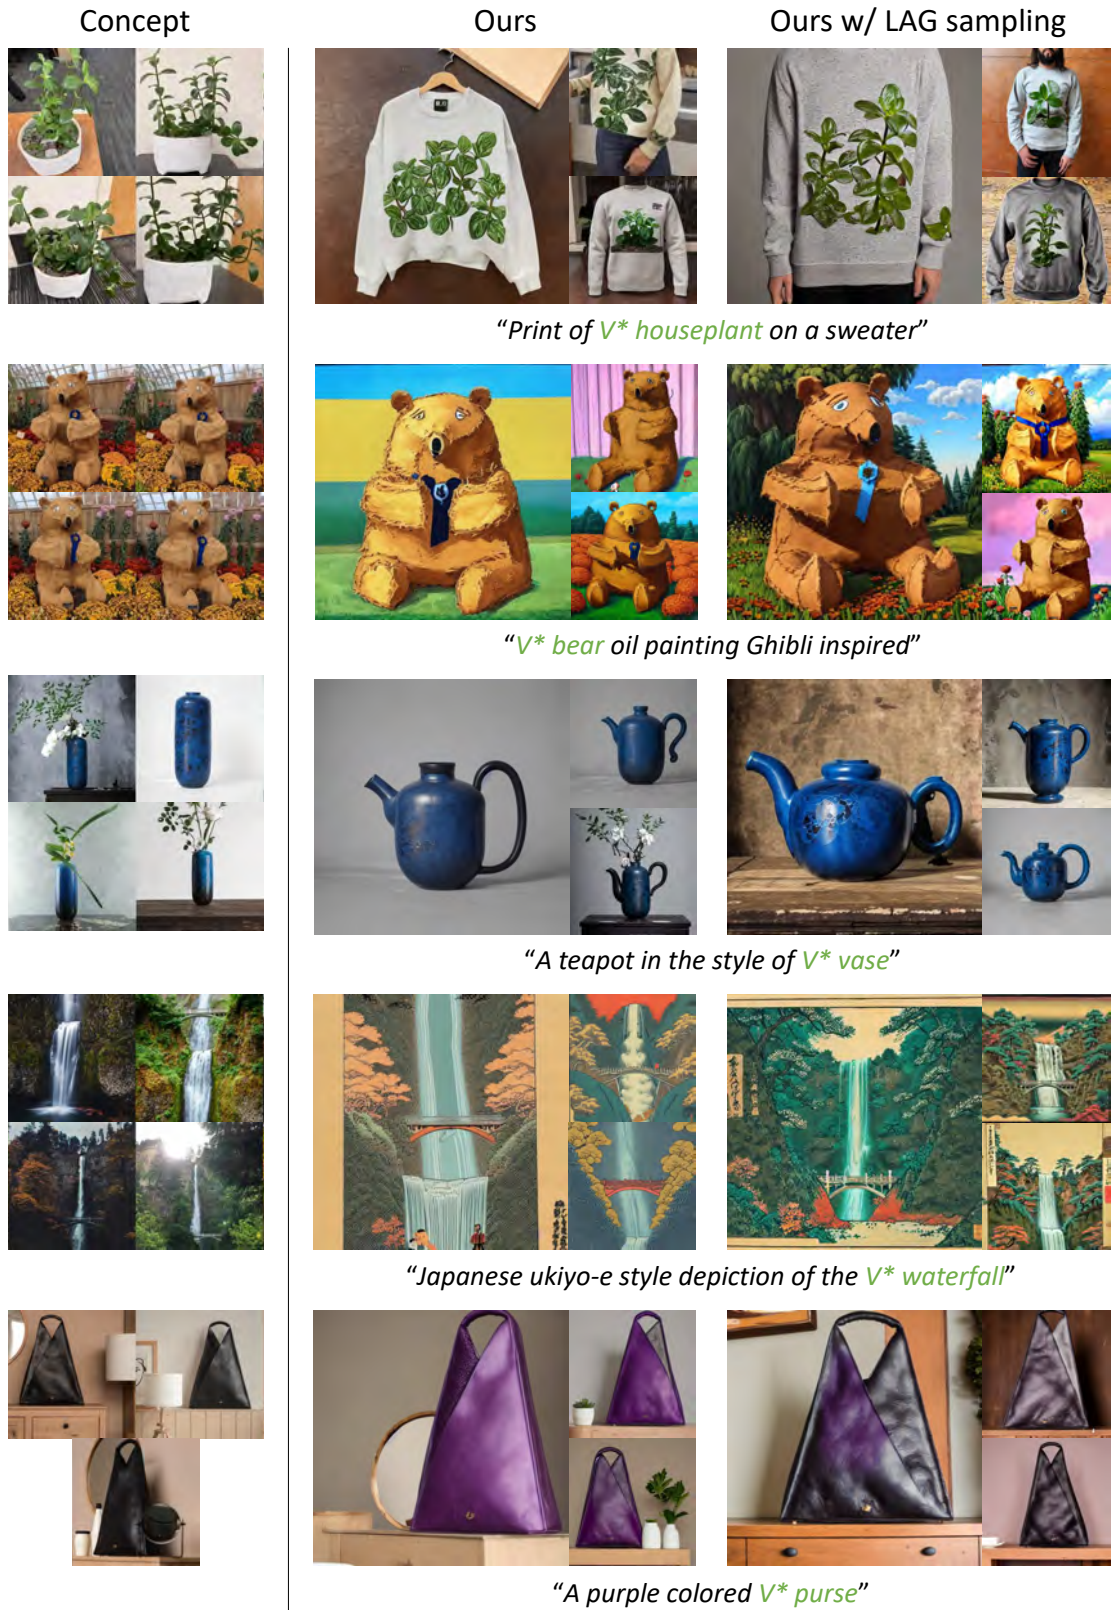 Concept
Ours
Ours w/ LAG sampling
“Print of V* houseplant on a sweater”
“V* bear oil painting Ghibli inspired”
“A teapot in the style of V* vase”
“Japanese ukiyo-e style depiction of the V* waterfall”
“A purple colored V* purse”